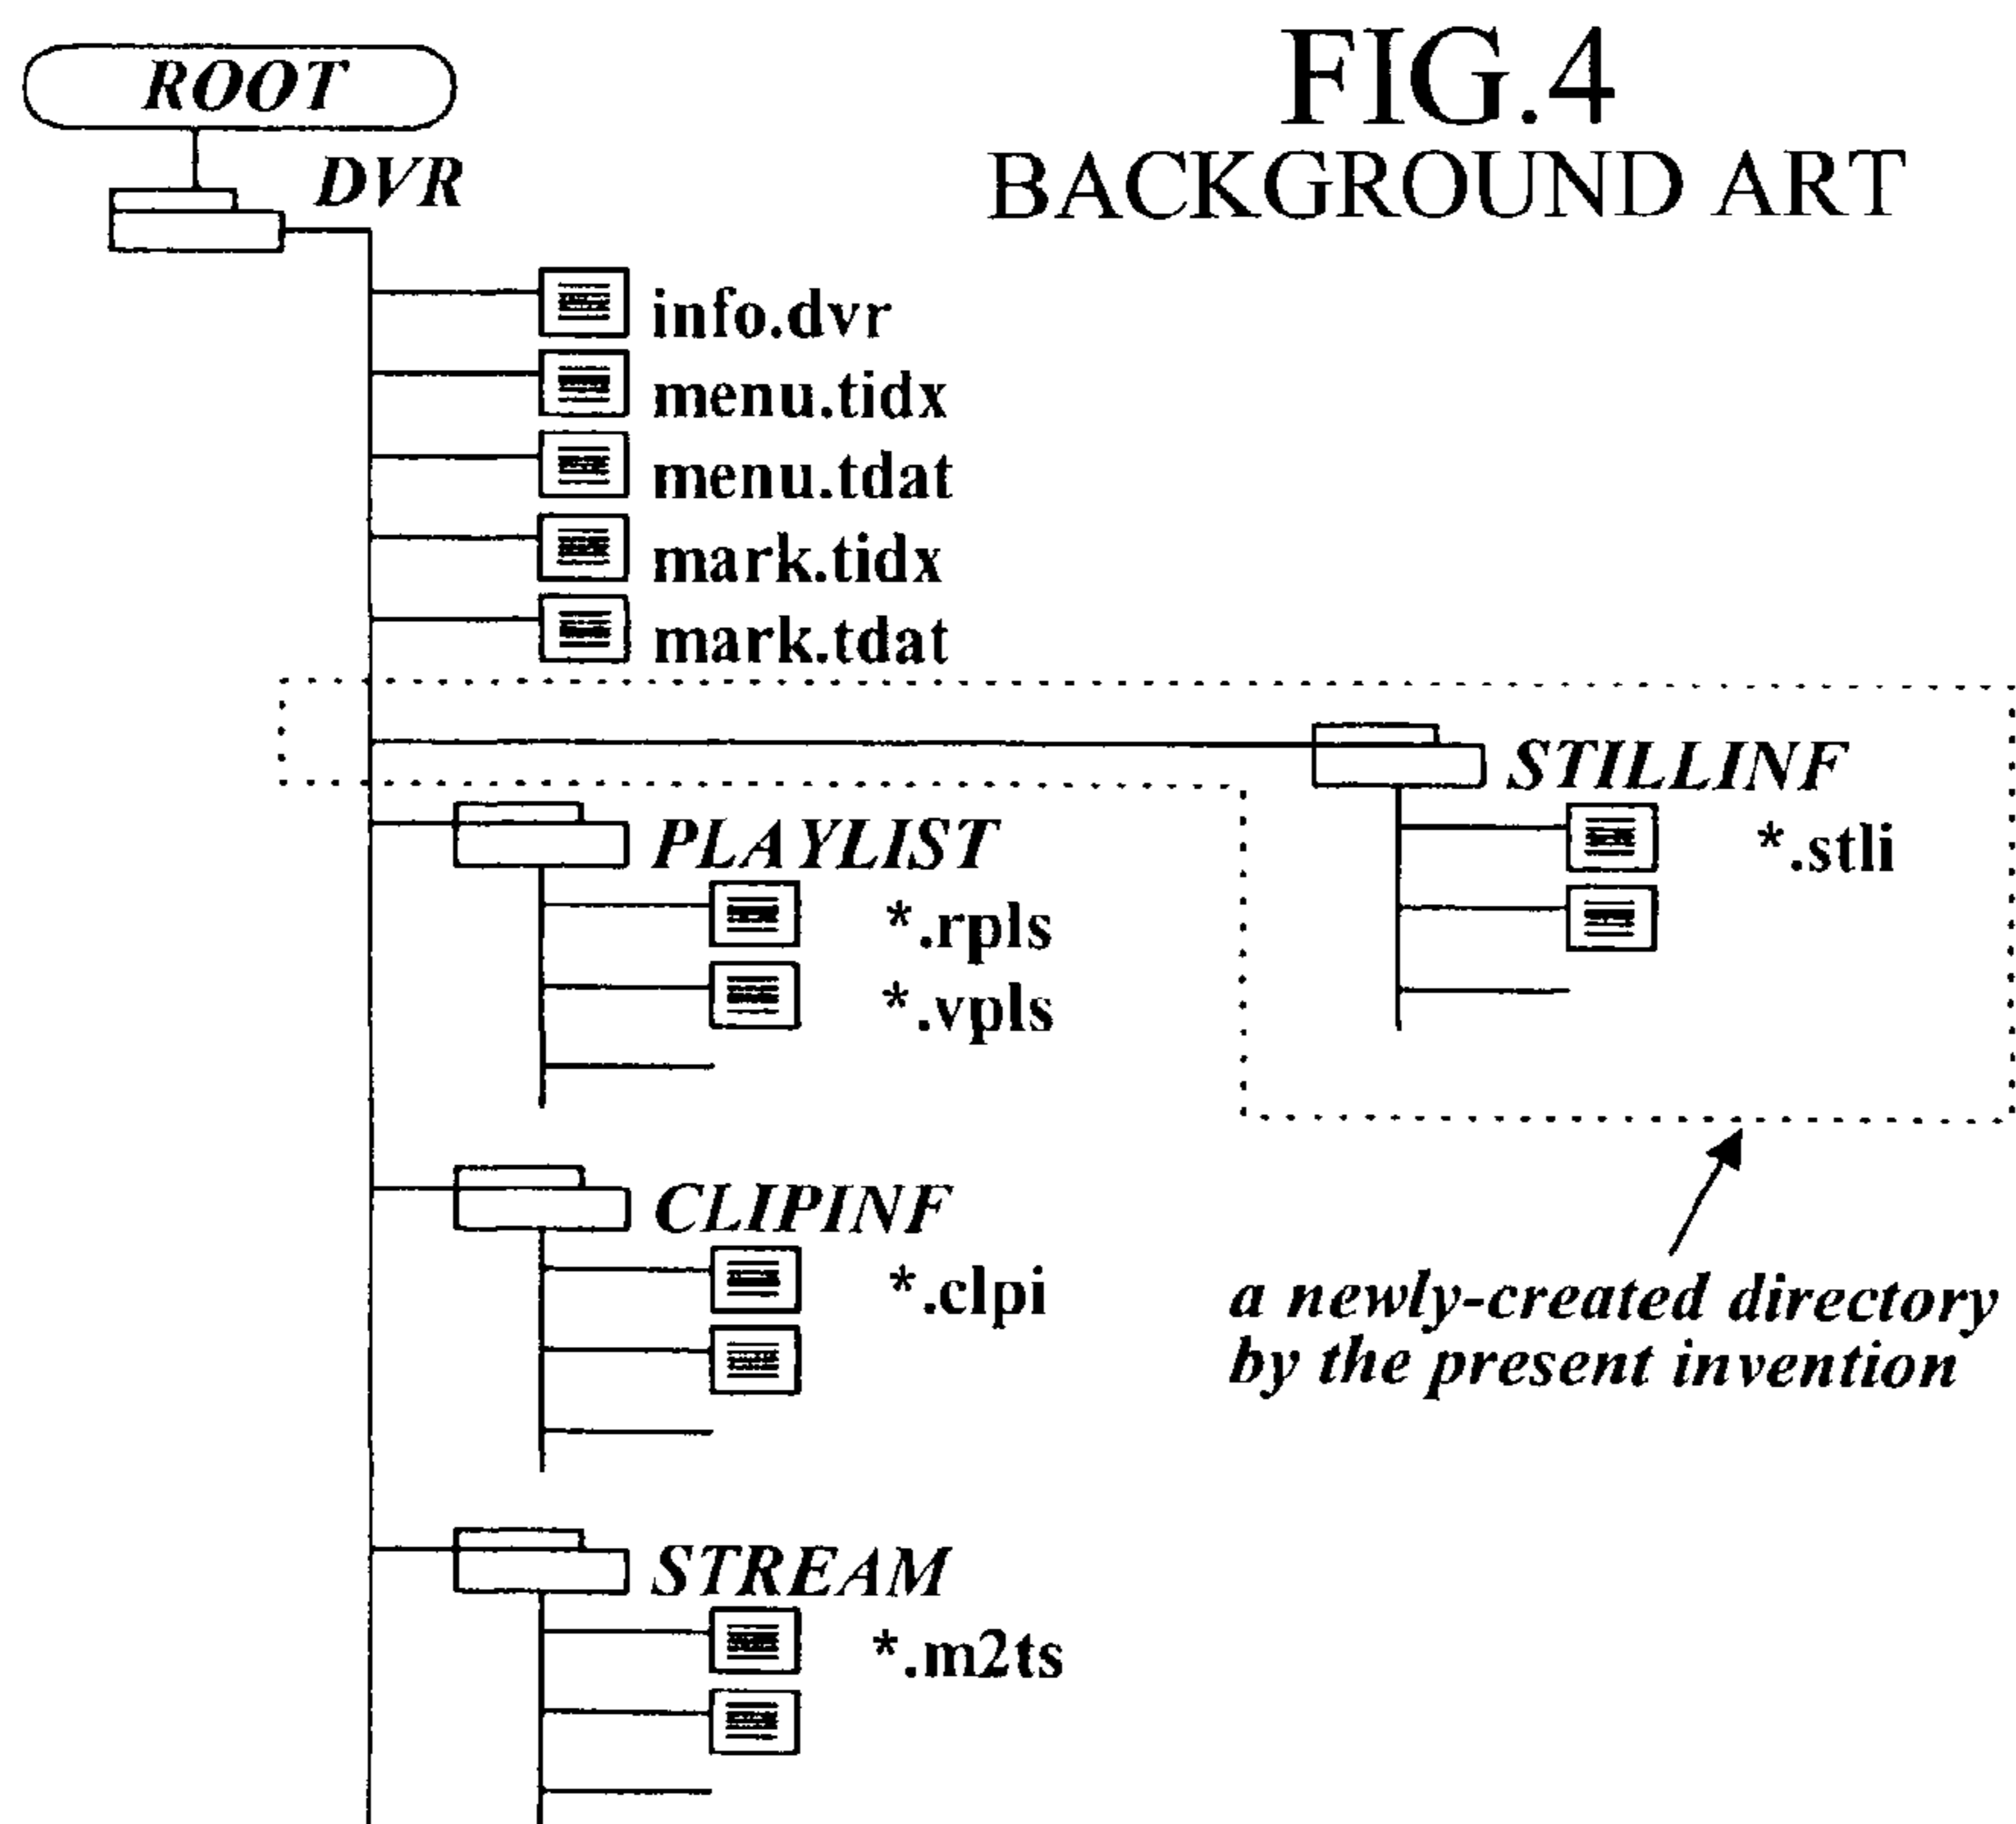 FIG.4
BACKGROUND ART
ROOT
DVR
info.dvr
menu.tidx
menu.tdat
mark.tidx
mark.tdat
STILLINF
*.stli
PLAYLIST
*.rpls
*.vpls
CLIPINF
*.clpi
a newly-created directory
by the present invention
STREAM
*.m2ts